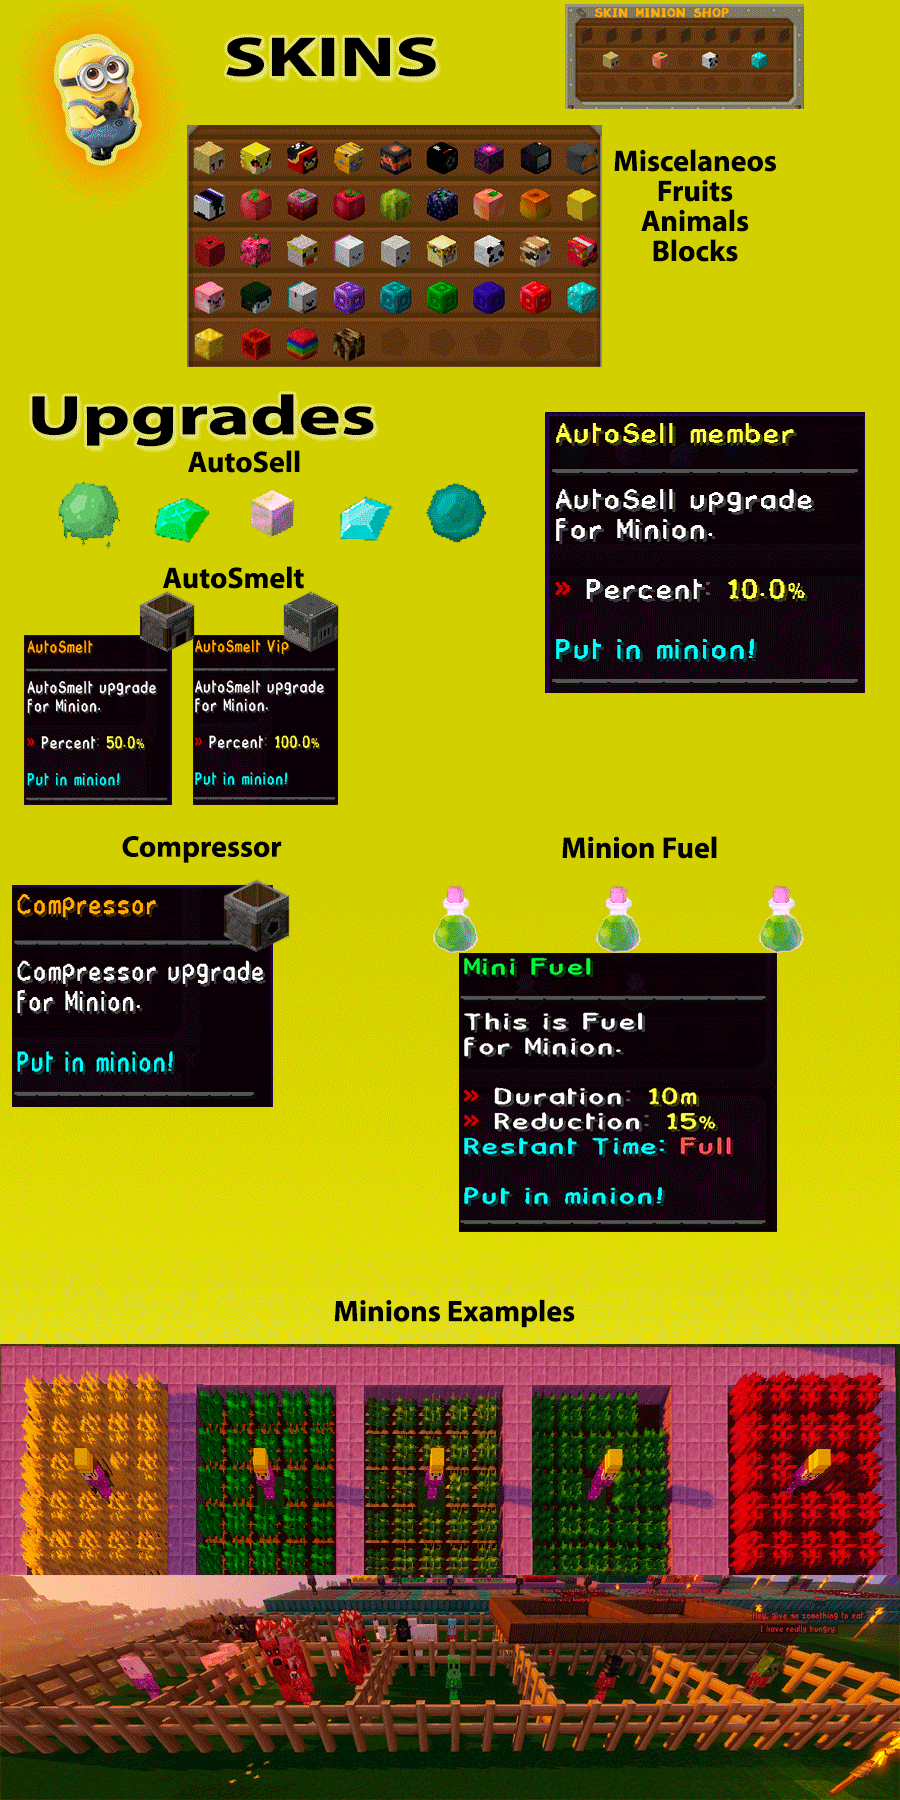 SKINS
SKIN MINION SHOP
Miscelaneos
Fruits
Animals
Blocks
Upgrades
AutoSell
AutoSell member
AutoSell upgrade
for Minion.
» Percent: 10.0%
Put in minion!
AutoSmelt
AutoSmelt
AutoSmelt upgrade
for Minion.
» Percent: 50.0%
Put in minion!
AutoSmelt Vip
AutoSmelt upgrade
for Minion.
» Percent: 100.0%
Put in minion!
Compressor
Compressor
Compressor upgrade
for Minion.
Put in minion!
Minion Fuel
Mini Fuel
This is Fuel
for Minion.
» Duration: 10m
» Reduction: 15%
Restant Time: Full
Put in minion!
Minions Examples
Hey, give me something to eat.
I have really hungry.